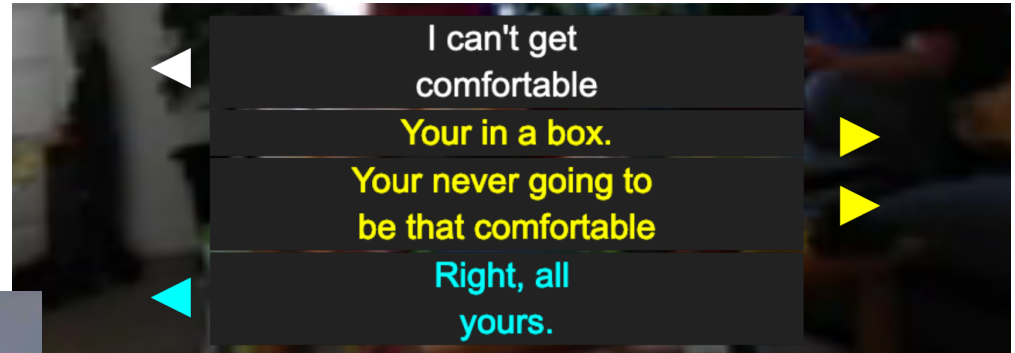 I can't get
comfortable
Your in a box.
Your never going to
be that comfortable
Right, all
yours.